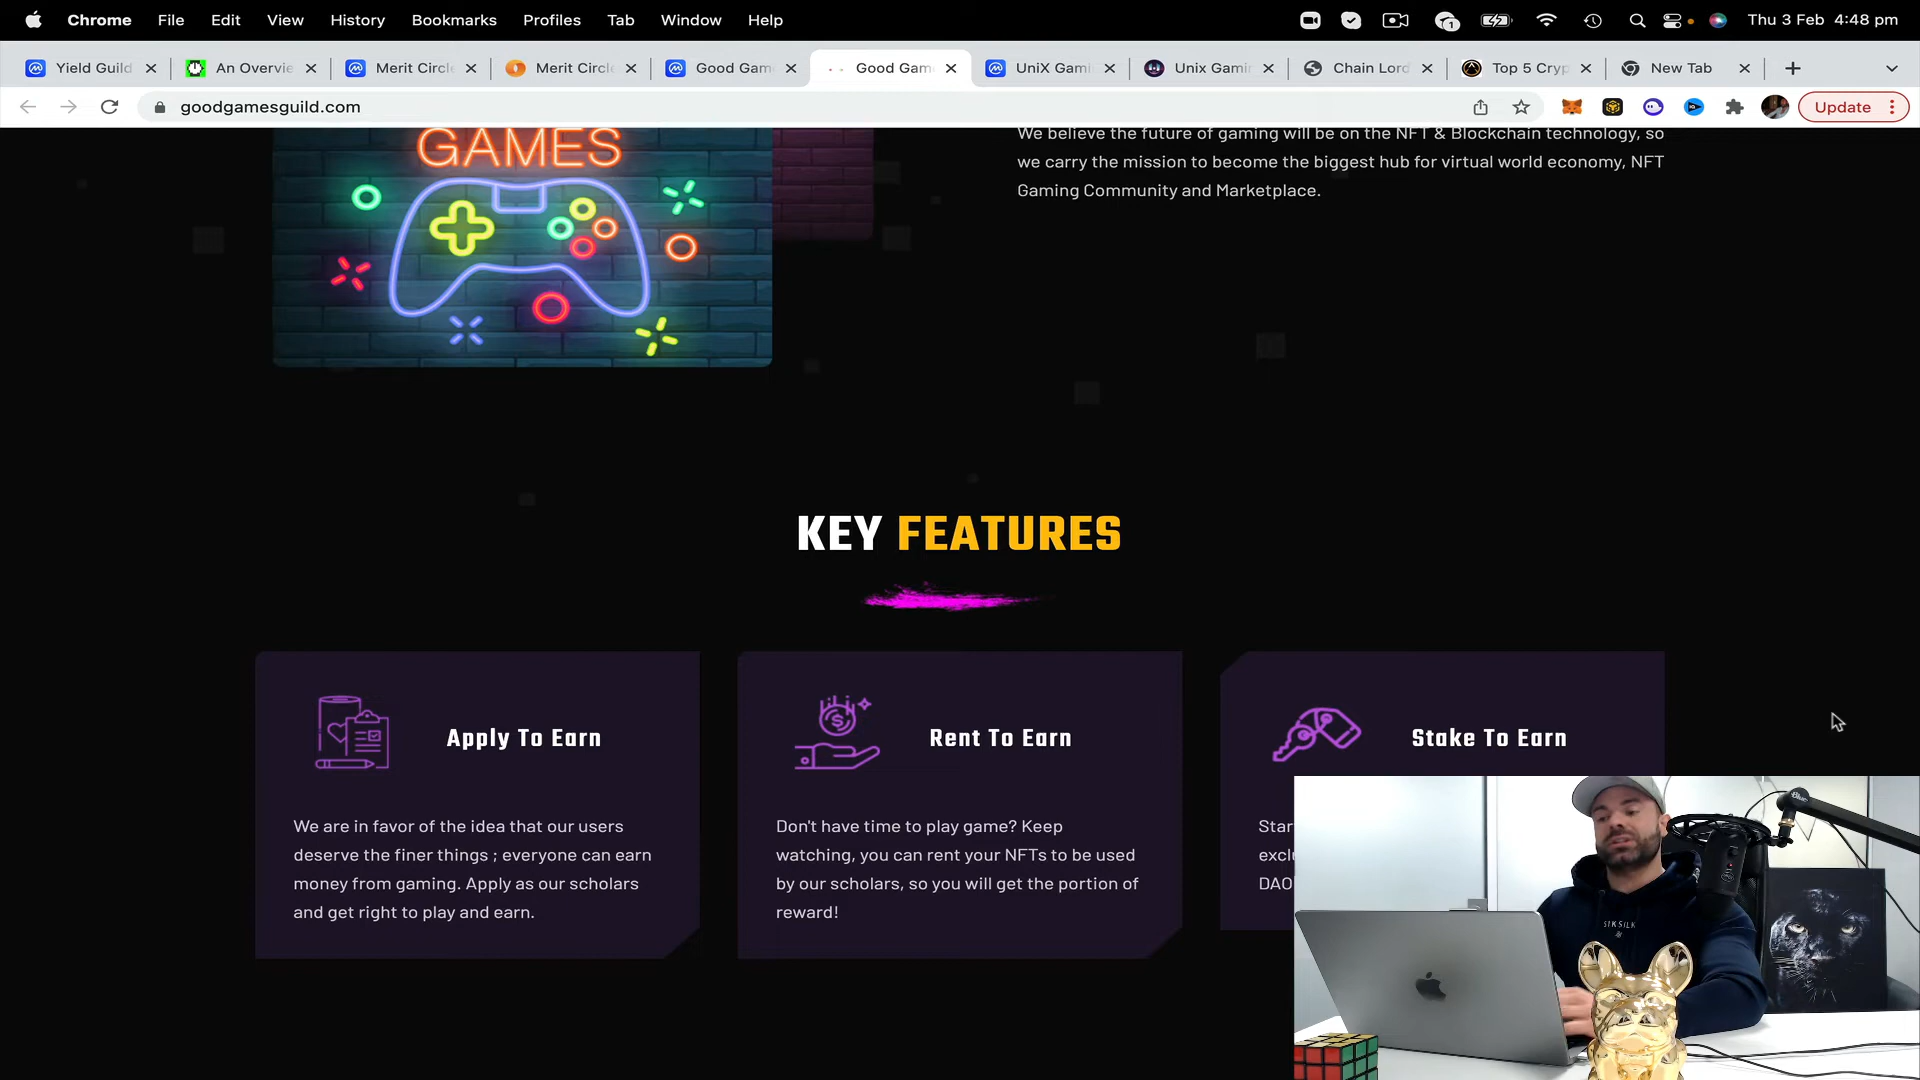 Chrome File Edit View History Bookmarks Profiles Tab Window Help 1 Thu 3 Feb 4:48 pm
Yield Guild An Overvie Merit Circle Merit Circle Good Gam Good Gam UniX Gami Unix Gamin Chain Lord Top 5 Cryp New Tab
goodgamesguild.com Update
GAMES
We believe the future of gaming will be on the NFT & Blockchain technology, so
we carry the mission to become the biggest hub for virtual world economy, NFT
Gaming Community and Marketplace.
KEY FEATURES
Apply To Earn
We are in favor of the idea that our users
deserve the finer things ; everyone can earn
money from gaming. Apply as our scholars
and get right to play and earn.
Rent To Earn
Don't have time to play game? Keep
watching, you can rent your NFTs to be used
by our scholars, so you will get the portion of
reward!
Stake To Earn
Star
excl
DAO
SIKSILK
Blue